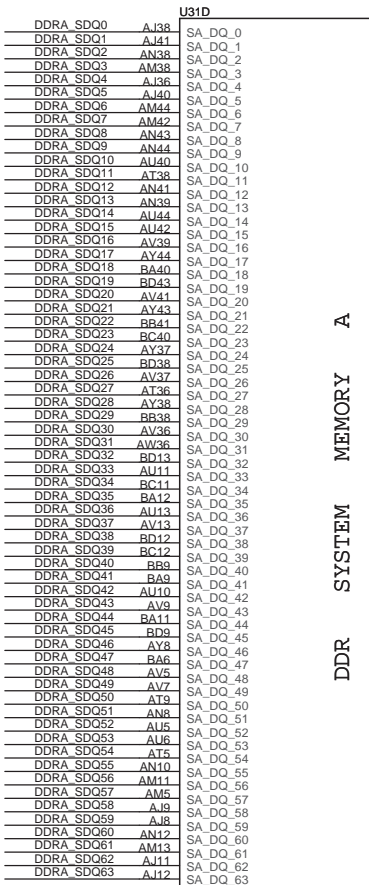 U31D
DDRA_SDQ0 AJ38 SA_DQ_0
DDRA_SDQ1 AJ41 SA_DQ_1
DDRA_SDQ2 AN38 SA_DQ_2
DDRA_SDQ3 AM38 SA_DQ_3
DDRA_SDQ4 AJ36 SA_DQ_4
DDRA_SDQ5 AJ40 SA_DQ_5
DDRA_SDQ6 AM44 SA_DQ_6
DDRA_SDQ7 AM42 SA_DQ_7
DDRA_SDQ8 AN43 SA_DQ_8
DDRA_SDQ9 AN44 SA_DQ_9
DDRA_SDQ10 AU40 SA_DQ_10
DDRA_SDQ11 AT38 SA_DQ_11
DDRA_SDQ12 AN41 SA_DQ_12
DDRA_SDQ13 AN39 SA_DQ_13
DDRA_SDQ14 AU44 SA_DQ_14
DDRA_SDQ15 AU42 SA_DQ_15
DDRA_SDQ16 AV39 SA_DQ_16
DDRA_SDQ17 AY44 SA_DQ_17
DDRA_SDQ18 BA40 SA_DQ_18
DDRA_SDQ19 BD43 SA_DQ_19
DDRA_SDQ20 AV41 SA_DQ_20
DDRA_SDQ21 AY43 SA_DQ_21
DDRA_SDQ22 BB41 SA_DQ_22
DDRA_SDQ23 BC40 SA_DQ_23
DDRA_SDQ24 AY37 SA_DQ_24
DDRA_SDQ25 BD38 SA_DQ_25
DDRA_SDQ26 AV37 SA_DQ_26
DDRA_SDQ27 AT36 SA_DQ_27
DDRA_SDQ28 AY38 SA_DQ_28
DDRA_SDQ29 BB38 SA_DQ_29
DDRA_SDQ30 AV36 SA_DQ_30
DDRA_SDQ31 AW36 SA_DQ_31
DDRA_SDQ32 BD13 SA_DQ_32
DDRA_SDQ33 AU11 SA_DQ_33
DDRA_SDQ34 BC11 SA_DQ_34
DDRA_SDQ35 BA12 SA_DQ_35
DDRA_SDQ36 AU13 SA_DQ_36
DDRA_SDQ37 AV13 SA_DQ_37
DDRA_SDQ38 BD12 SA_DQ_38
DDRA_SDQ39 BC12 SA_DQ_39
DDRA_SDQ40 BB9 SA_DQ_40
DDRA_SDQ41 BA9 SA_DQ_41
DDRA_SDQ42 AU10 SA_DQ_42
DDRA_SDQ43 AV9 SA_DQ_43
DDRA_SDQ44 BA11 SA_DQ_44
DDRA_SDQ45 BD9 SA_DQ_45
DDRA_SDQ46 AY8 SA_DQ_46
DDRA_SDQ47 BA6 SA_DQ_47
DDRA_SDQ48 AV5 SA_DQ_48
DDRA_SDQ49 AV7 SA_DQ_49
DDRA_SDQ50 AT9 SA_DQ_50
DDRA_SDQ51 AN8 SA_DQ_51
DDRA_SDQ52 AU5 SA_DQ_52
DDRA_SDQ53 AU6 SA_DQ_53
DDRA_SDQ54 AT5 SA_DQ_54
DDRA_SDQ55 AN10 SA_DQ_55
DDRA_SDQ56 AM11 SA_DQ_56
DDRA_SDQ57 AM5 SA_DQ_57
DDRA_SDQ58 AJ9 SA_DQ_58
DDRA_SDQ59 AJ8 SA_DQ_59
DDRA_SDQ60 AN12 SA_DQ_60
DDRA_SDQ61 AM13 SA_DQ_61
DDRA_SDQ62 AJ11 SA_DQ_62
DDRA_SDQ63 AJ12 SA_DQ_63
DDR SYSTEM MEMORY A